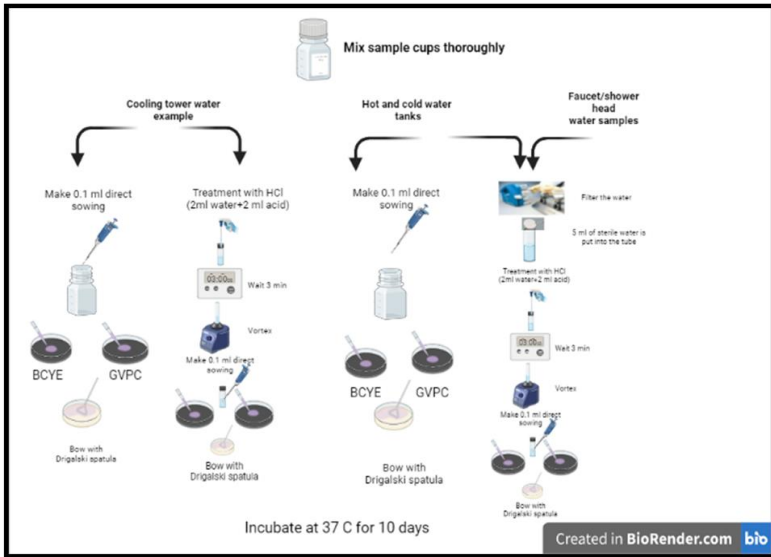 Mix sample cups thoroughly
Cooling tower water
example
Hot and cold water
tanks
Faucet/shower
head
water samples
Make 0.1 ml direct
sowing
BCYE
GVPC
Bow with
Drigalski spatula
Treatment with HCl
(2ml water+2 ml acid)
03:00
Wait 3 min
Vortex
Make 0.1 ml direct
sowing
Bow with
Drigalski spatula
Make 0.1 ml direct
sowing
BCYE
GVPC
Bow with
Drigalski spatula
Filter the water
5 ml of sterile water is
put into the tube
Treatment with HCl
(2ml water+2 ml acid)
03:00
Wait 3 min
Vortex
Make 0.1 ml direct
sowing
Bow with
Drigalski spatula
Incubate at 37 C for 10 days
Created in BioRender.com bio